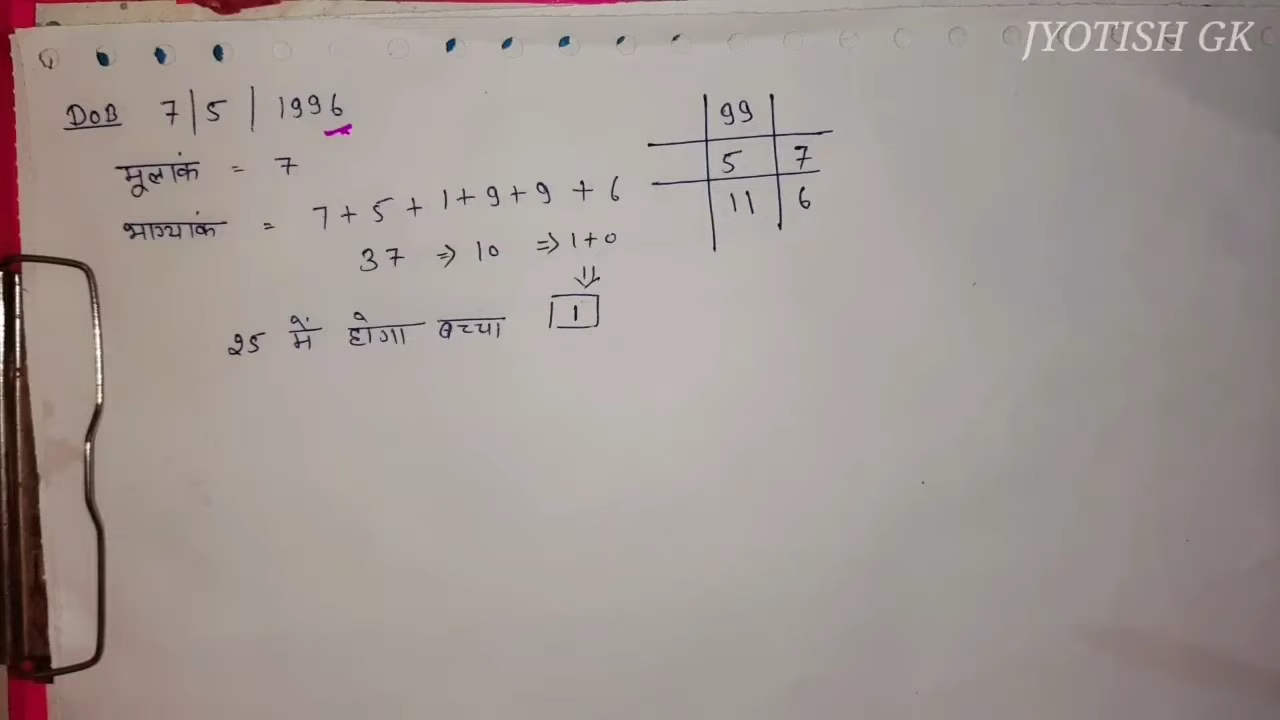 JYOTISH GK
DOB 7|5|1996
मूलांक = 7
भाग्यांक = 7+5+1+9+9+6
37 ⇒ 10 ⇒ 1+0
⇓
1
25 में होगा बच्चा
99
5 7
11 6